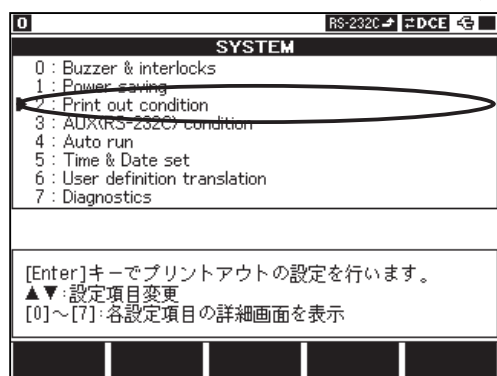 0 RS-232C DCE
SYSTEM
0 : Buzzer & interlocks
1 : Power saving
2 : Print out condition
3 : AUX(RS-232C) condition
4 : Auto run
5 : Time & Date set
6 : User definition translation
7 : Diagnostics
[Enter]キーでプリントアウトの設定を行います。
▲▼:設定項目変更
[0]～[7]:各設定項目の詳細画面を表示